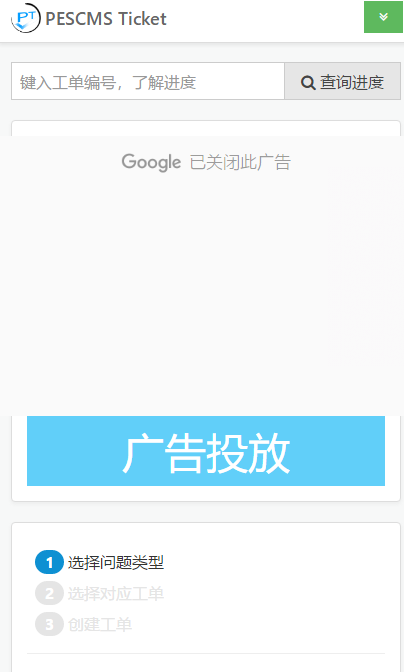 PT PESCMS Ticket
键入工单编号，了解进度 查询进度
Google 已关闭此广告
广告投放
1 选择问题类型
2 选择对应工单
3 创建工单